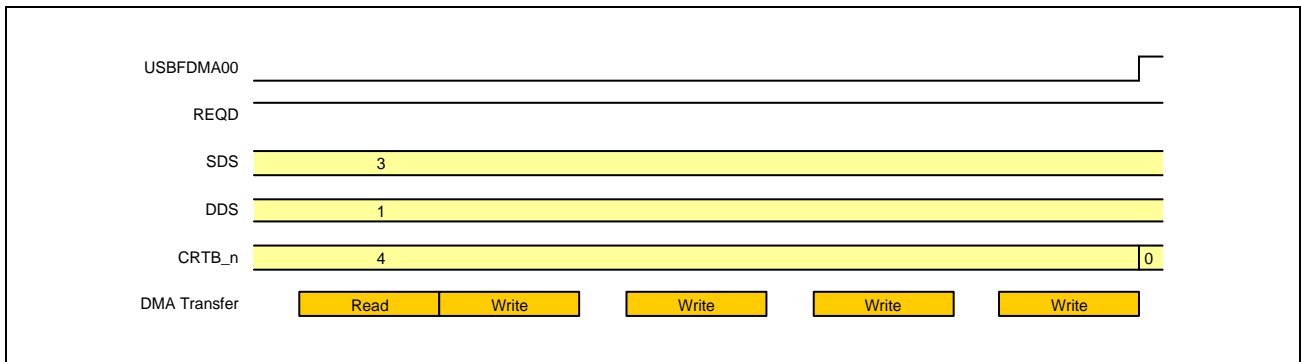 USBFDMA00
REQD
SDS 3
DDS 1
CRTB_n 4 0
DMA Transfer Read Write Write Write Write